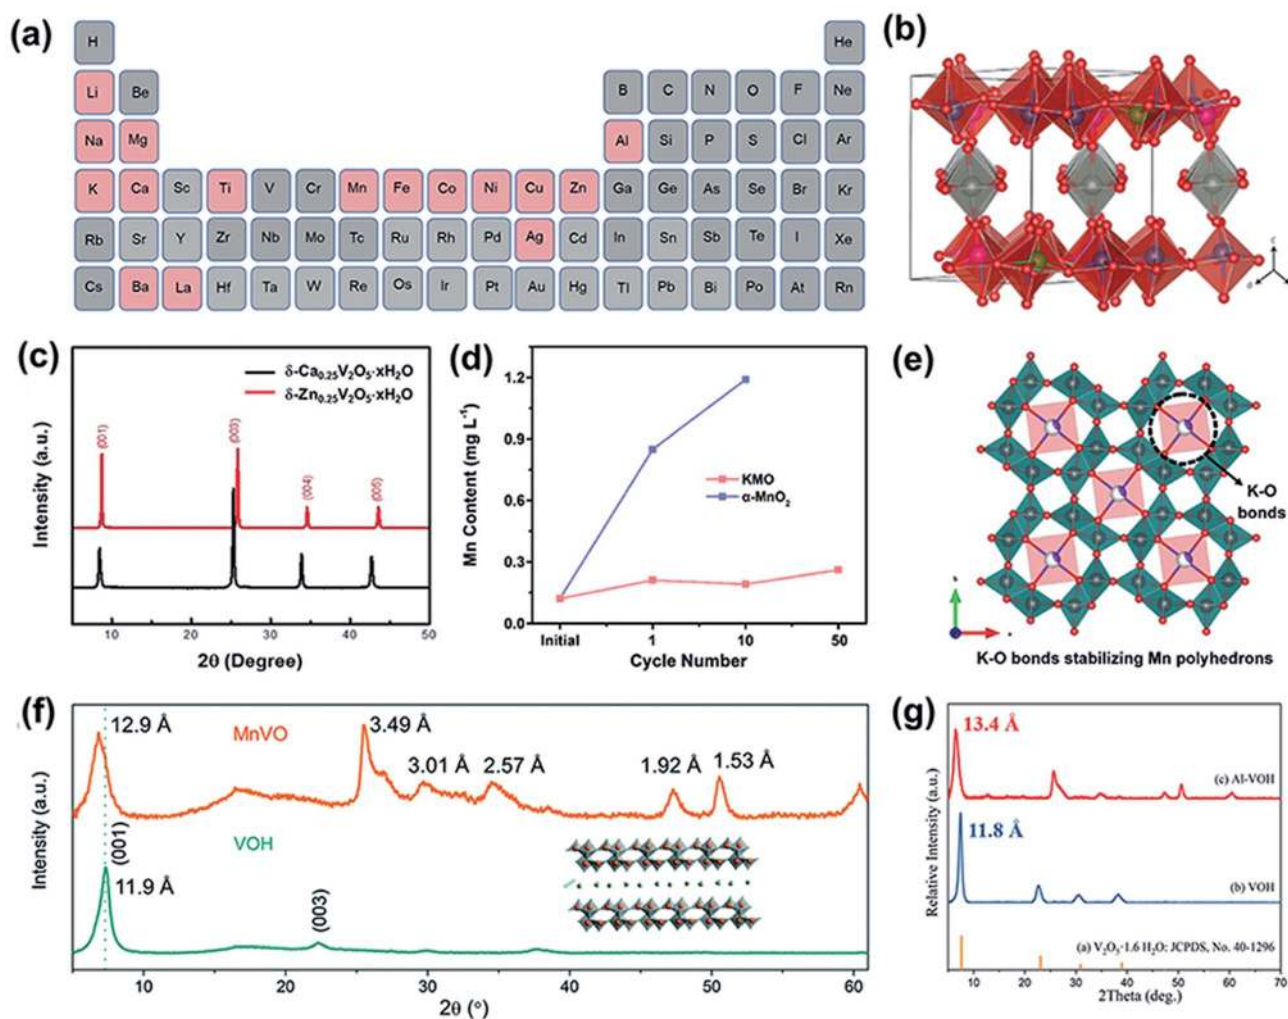 (a)
H He
Li Be B C N O F Ne
Na Mg Al Si P S Cl Ar
K Ca Sc Ti V Cr Mn Fe Co Ni Cu Zn Ga Ge As Se Br Kr
Rb Sr Y Zr Nb Mo Tc Ru Rh Pd Ag Cd In Sn Sb Te I Xe
Cs Ba La Hf Ta W Re Os Ir Pt Au Hg Tl Pb Bi Po At Rn
(b)
c
(c)
δ-Ca₀.₂₅V₂O₅·xH₂O
δ-Zn₀.₂₅V₂O₅·xH₂O
(001)
(003)
(004)
(005)
Intensity (a.u.)
10 20 30 40 50
2θ (Degree)
(d)
Mn Content (mg L⁻¹)
1.2
0.9
0.6
0.3
0.0
KMO
α-MnO₂
Initial 1 10 50
Cycle Number
(e)
K-O
bonds
K-O bonds stabilizing Mn polyhedrons
(f)
12.9 Å
MnVO
3.49 Å
3.01 Å
2.57 Å
1.92 Å
1.53 Å
VOH
(001)
11.9 Å
(003)
Intensity (a.u.)
10 20 30 40 50 60
2θ (°)
(g)
13.4 Å
(c) Al-VOH
11.8 Å
(b) VOH
(a) V₂O₅·1.6 H₂O: JCPDS, No. 40-1296
Relative Intensity (a.u.)
10 20 30 40 50 60 70
2Theta (deg.)